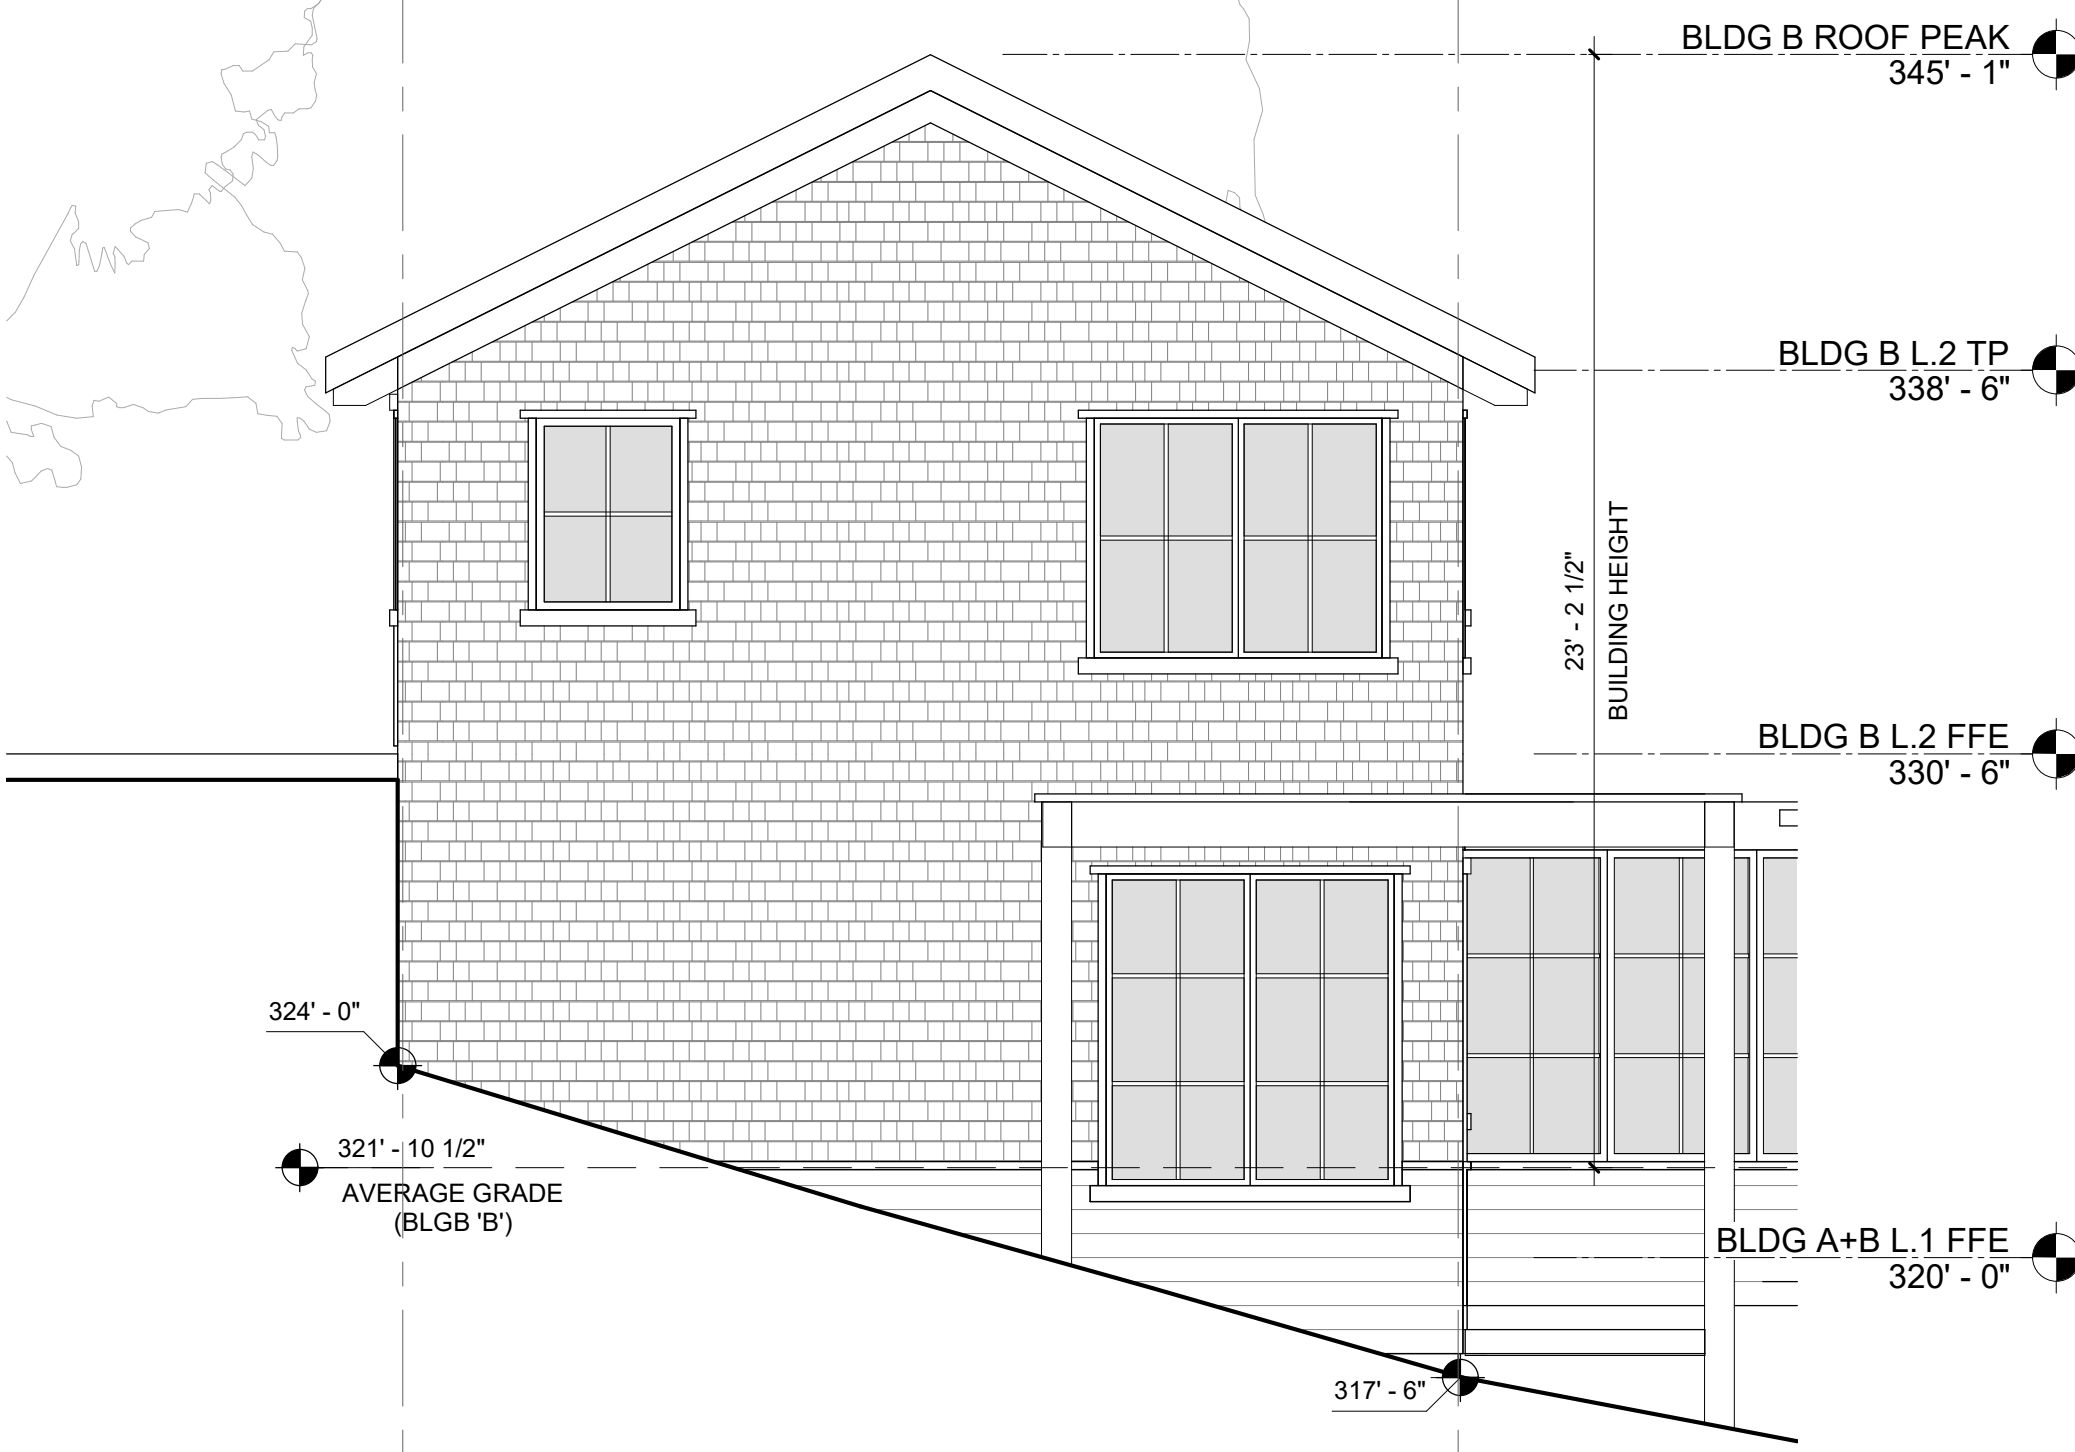 BLDG B ROOF PEAK
345' - 1"
BLDG B L.2 TP
338' - 6"
23' - 2 1/2"
BUILDING HEIGHT
BLDG B L.2 FFE
330' - 6"
324' - 0"
321' - 10 1/2"
AVERAGE GRADE
(BLGB 'B')
BLDG A+B L.1 FFE
320' - 0"
317' - 6"